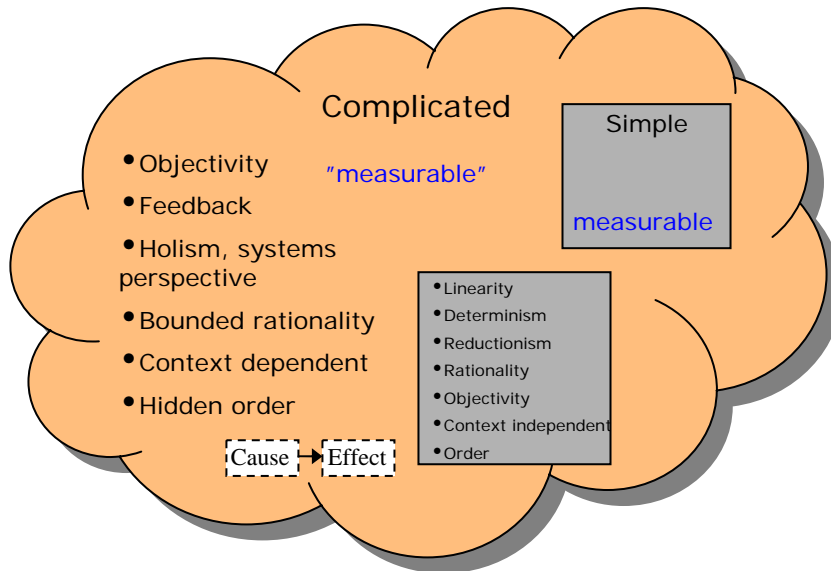 Complicated
•Objectivity
•Feedback
•Holism, systems
perspective
•Bounded rationality
•Context dependent
•Hidden order
"measurable"
Simple
measurable
•Linearity
•Determinism
•Reductionism
•Rationality
•Objectivity
•Context independent
•Order
Cause
Effect